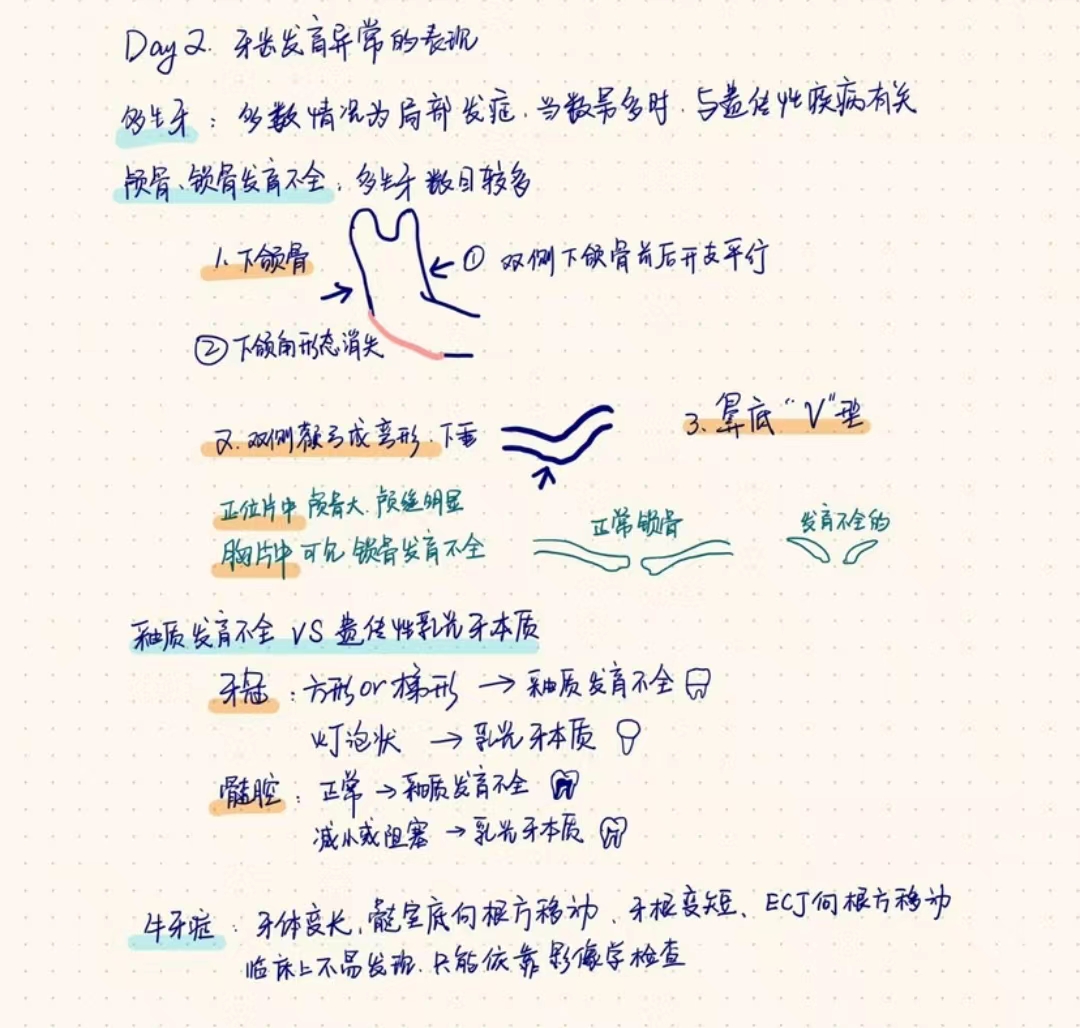 Day 2. 牙齿发育异常的表现
多生牙：多数情况为局部发症，当数另多时，与遗传性疾病有关
颅骨、锁骨发育不全：多生牙数目较多
1、下颌骨
① 双侧下颌骨前后升支平行
② 下颌角形态消失
2、双侧颧弓成弯形，下垂
3、鼻底“V”型
正位片中 颅骨大，颅缝明显
胸片中 可见 锁骨发育不全
正常锁骨
发育不全的
釉质发育不全 VS 遗传性乳光牙本质
牙冠：方形or梯形 → 釉质发育不全
灯泡状 → 乳光牙本质
髓腔：正常 → 釉质发育不全
减小或阻塞 → 乳光牙本质
牛牙症：牙体变长，髓室底向根方移动、牙根变短、ECJ向根方移动
临床上不易发现，只能依靠影像学检查